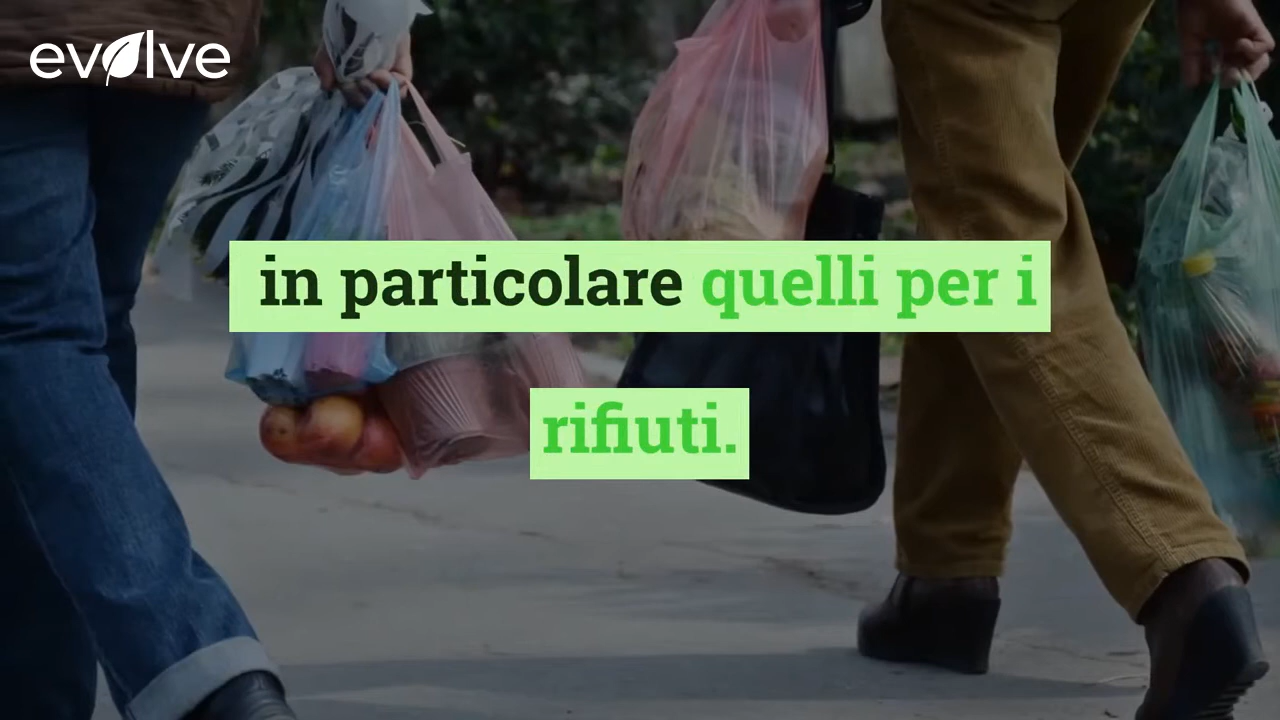 evolve
in particolare quelli per i
rifiuti.